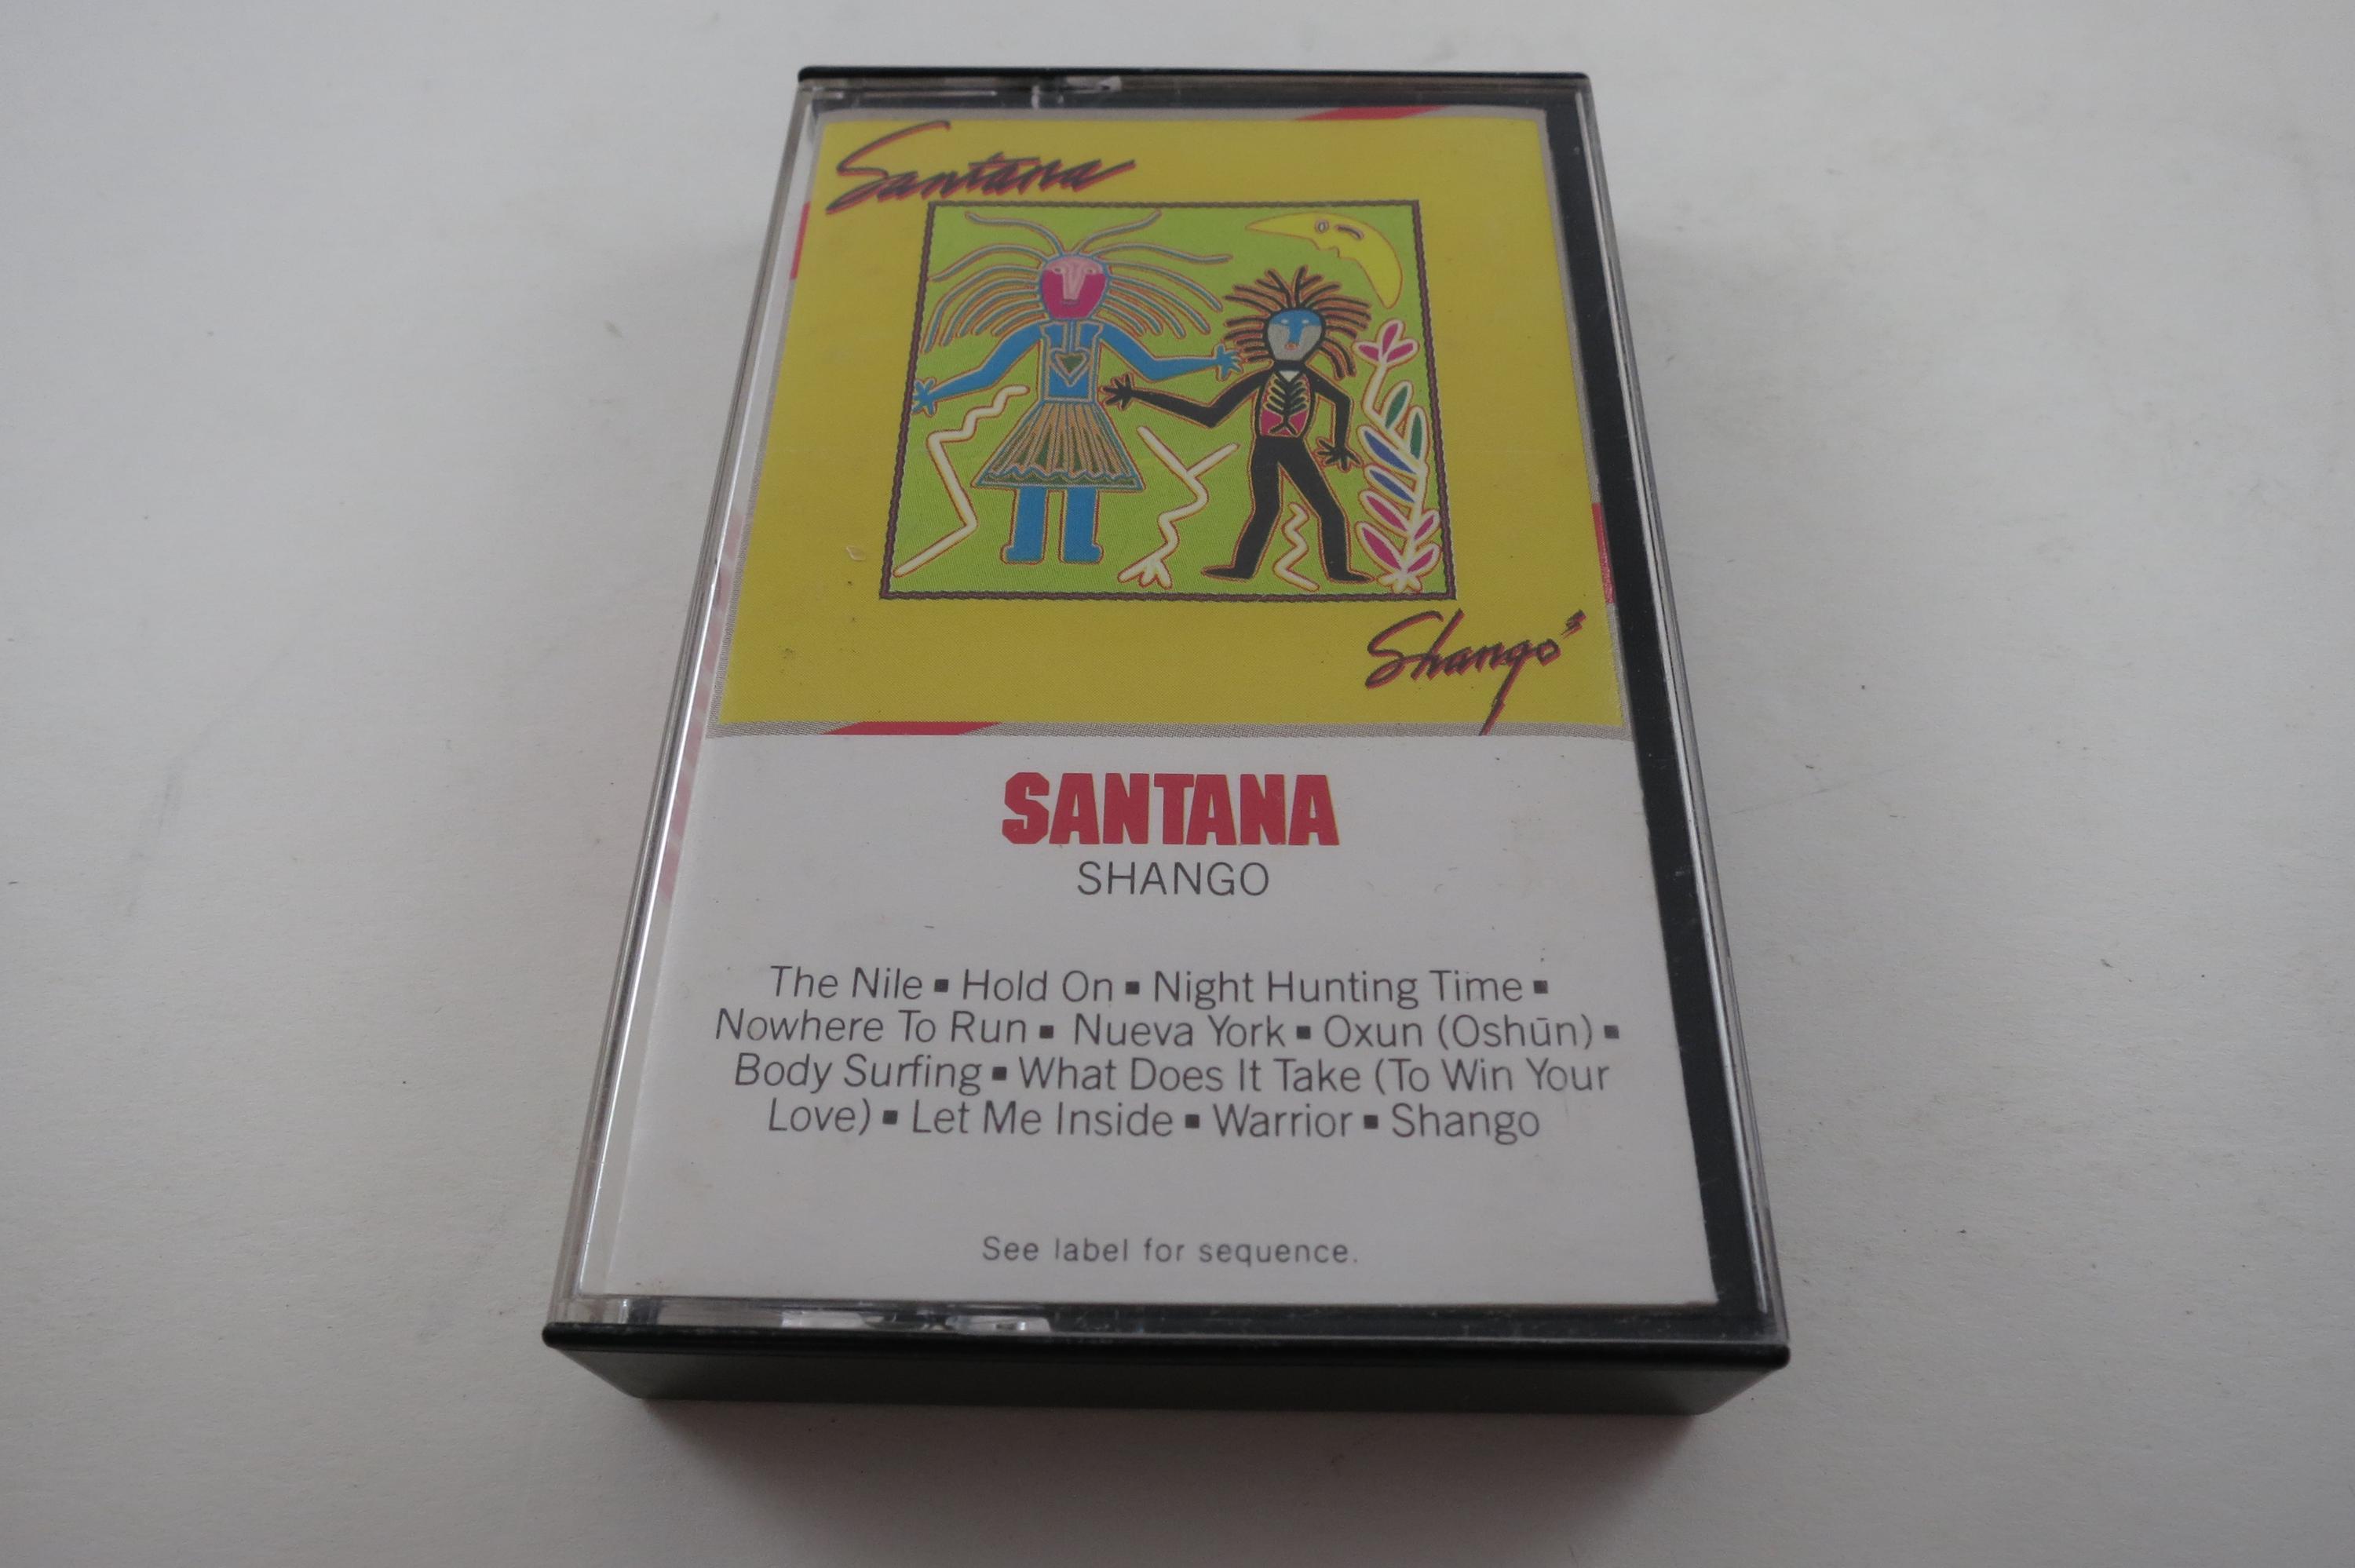 Santana
Shangó
SANTANA
SHANGO
The Nile ▪ Hold On ▪ Night Hunting Time ▪
Nowhere To Run ▪ Nueva York ▪ Oxun (Oshūn) ▪
Body Surfing ▪ What Does It Take (To Win Your
Love) ▪ Let Me Inside ▪ Warrior ▪ Shango
See label for sequence.